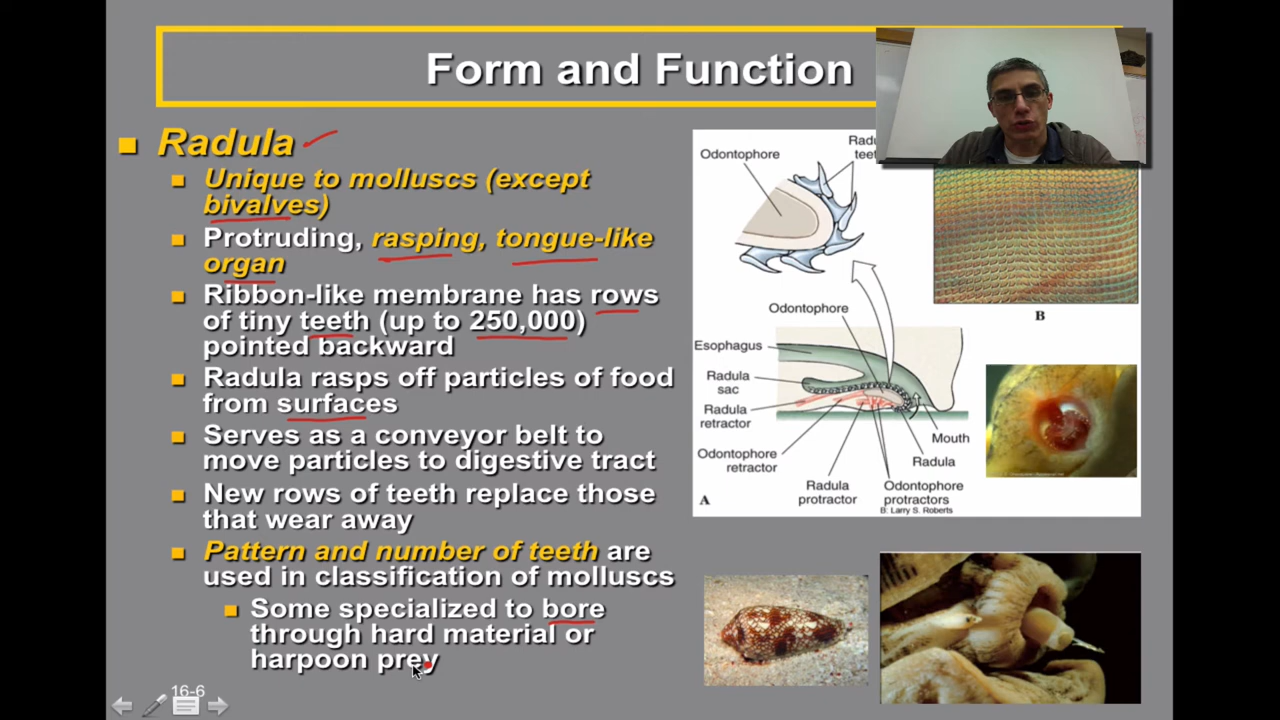 Form and Function
Radula
Unique to molluscs (except
bivalves)
Protruding, rasping, tongue-like
organ
Ribbon-like membrane has rows
of tiny teeth (up to 250,000)
pointed backward
Radula rasps off particles of food
from surfaces
Serves as a conveyor belt to
move particles to digestive tract
New rows of teeth replace those
that wear away
Pattern and number of teeth are
used in classification of molluscs
Some specialized to bore
through hard material or
harpoon prey
16-6
Odontophore
Odontophore
Esophagus
Radula
sac
Radula
retractor
Odontophore
retractor
Radula
protractor
Odontophore
protractors
Radula
Mouth
A
B. Larry S. Roberts
B